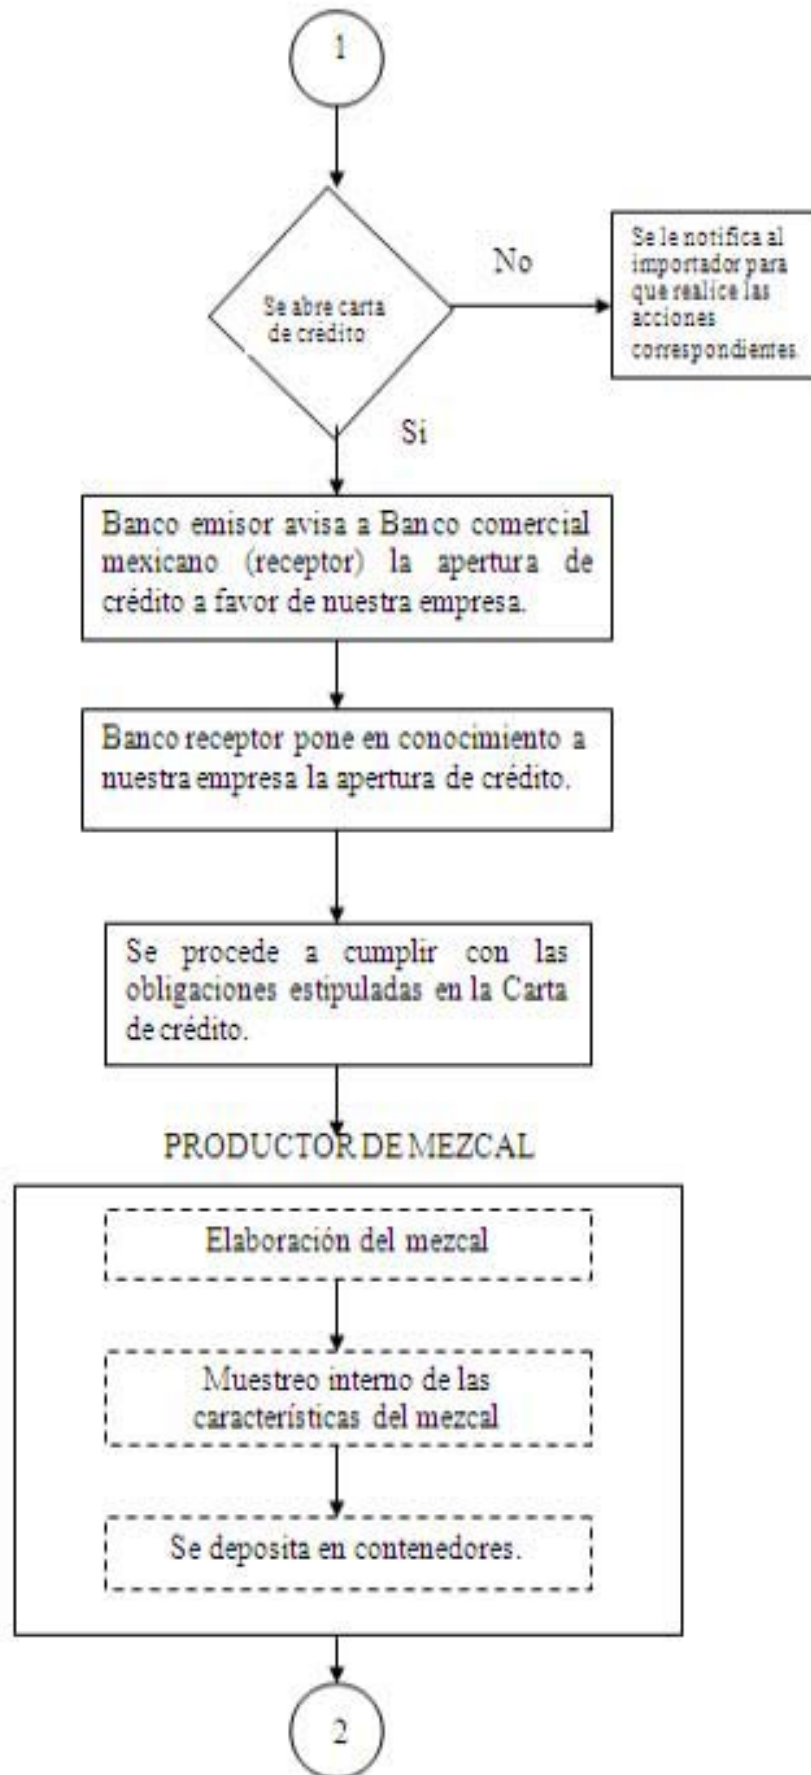 1
Se abre carta
de crédito
No
Se le notifica al
importador para
que realice las
acciones
correspondientes.
Si
Banco emisor avisa a Banco comercial
mexicano (receptor) la apertura de
crédito a favor de nuestra empresa.
Banco receptor pone en conocimiento a
nuestra empresa la apertura de crédito.
Se procede a cumplir con las
obligaciones estipuladas en la Carta
de crédito.
PRODUCTOR DE MEZCAL
Elaboración del mezcal
Muestreo interno de las
características del mezcal
Se deposita en contenedores.
2